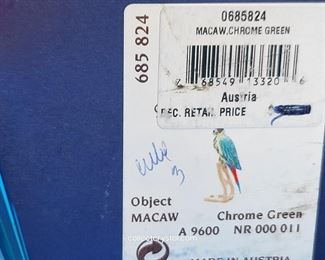 685 824
0685824
MACAW,CHROME GREEN
7 68549 13320 6
Austria
REC. RETAIL PRICE
Object
MACAW Chrome Green
A 9600 NR 000 011
MADE IN AUSTRIA